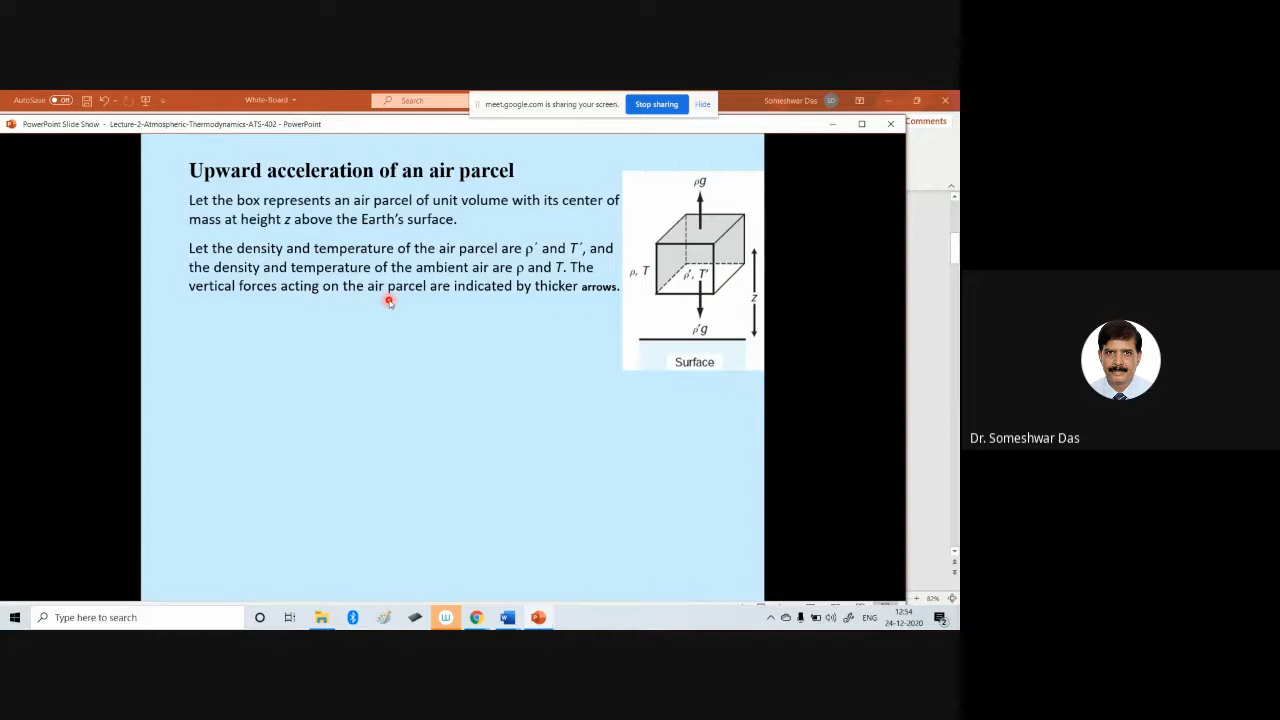 AutoSave Off
White-Board
Search
meet.google.com is sharing your screen.
Stop sharing
Hide
Someshwar Das
SD
PowerPoint Slide Show - Lecture-2-Atmospheric-Thermodynamics-ATS-402 - PowerPoint
Comments
Upward acceleration of an air parcel
Let the box represents an air parcel of unit volume with its center of
mass at height z above the Earth's surface.
Let the density and temperature of the air parcel are ρ´ and T´, and
the density and temperature of the ambient air are ρ and T. The
vertical forces acting on the air parcel are indicated by thicker arrows.
ρg
ρ, T
ρ', T'
z
ρ'g
Surface
Dr. Someshwar Das
82%
Type here to search
W
ENG
12:54
24-12-2020
2